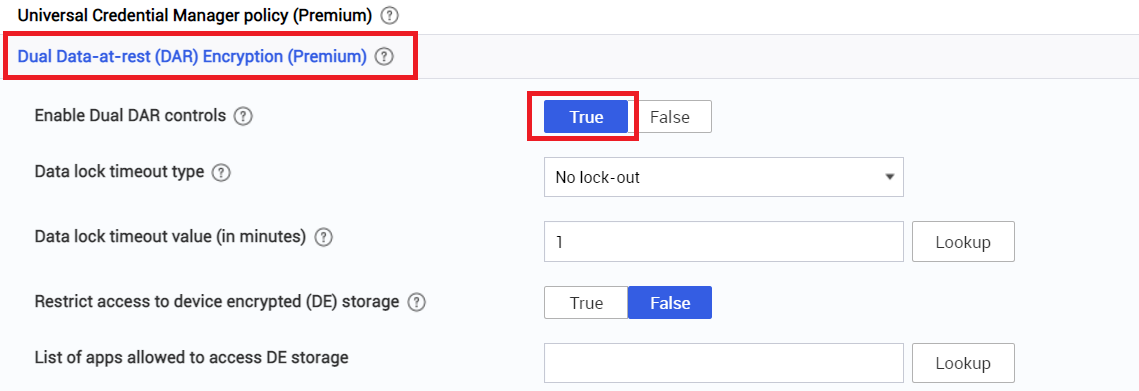 Universal Credential Manager policy (Premium) ?
Dual Data-at-rest (DAR) Encryption (Premium) ?
Enable Dual DAR controls ? True False
Data lock timeout type ? No lock-out
Data lock timeout value (in minutes) ? 1 Lookup
Restrict access to device encrypted (DE) storage ? True False
List of apps allowed to access DE storage Lookup